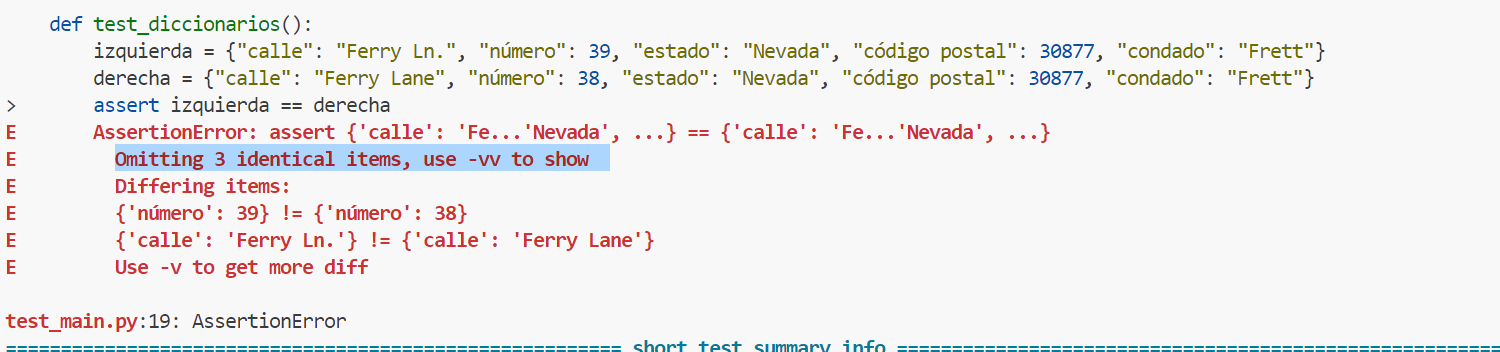 def test_diccionarios():
izquierda = {"calle": "Ferry Ln.", "número": 39, "estado": "Nevada", "código postal": 30877, "condado": "Frett"}
derecha = {"calle": "Ferry Lane", "número": 38, "estado": "Nevada", "código postal": 30877, "condado": "Frett"}
> assert izquierda == derecha
E AssertionError: assert {'calle': 'Fe...'Nevada', ...} == {'calle': 'Fe...'Nevada', ...}
E Omitting 3 identical items, use -vv to show
E Differing items:
E {'número': 39} != {'número': 38}
E {'calle': 'Ferry Ln.'} != {'calle': 'Ferry Lane'}
E Use -v to get more diff
test_main.py:19: AssertionError
======================================================== short test summary info ========================================================